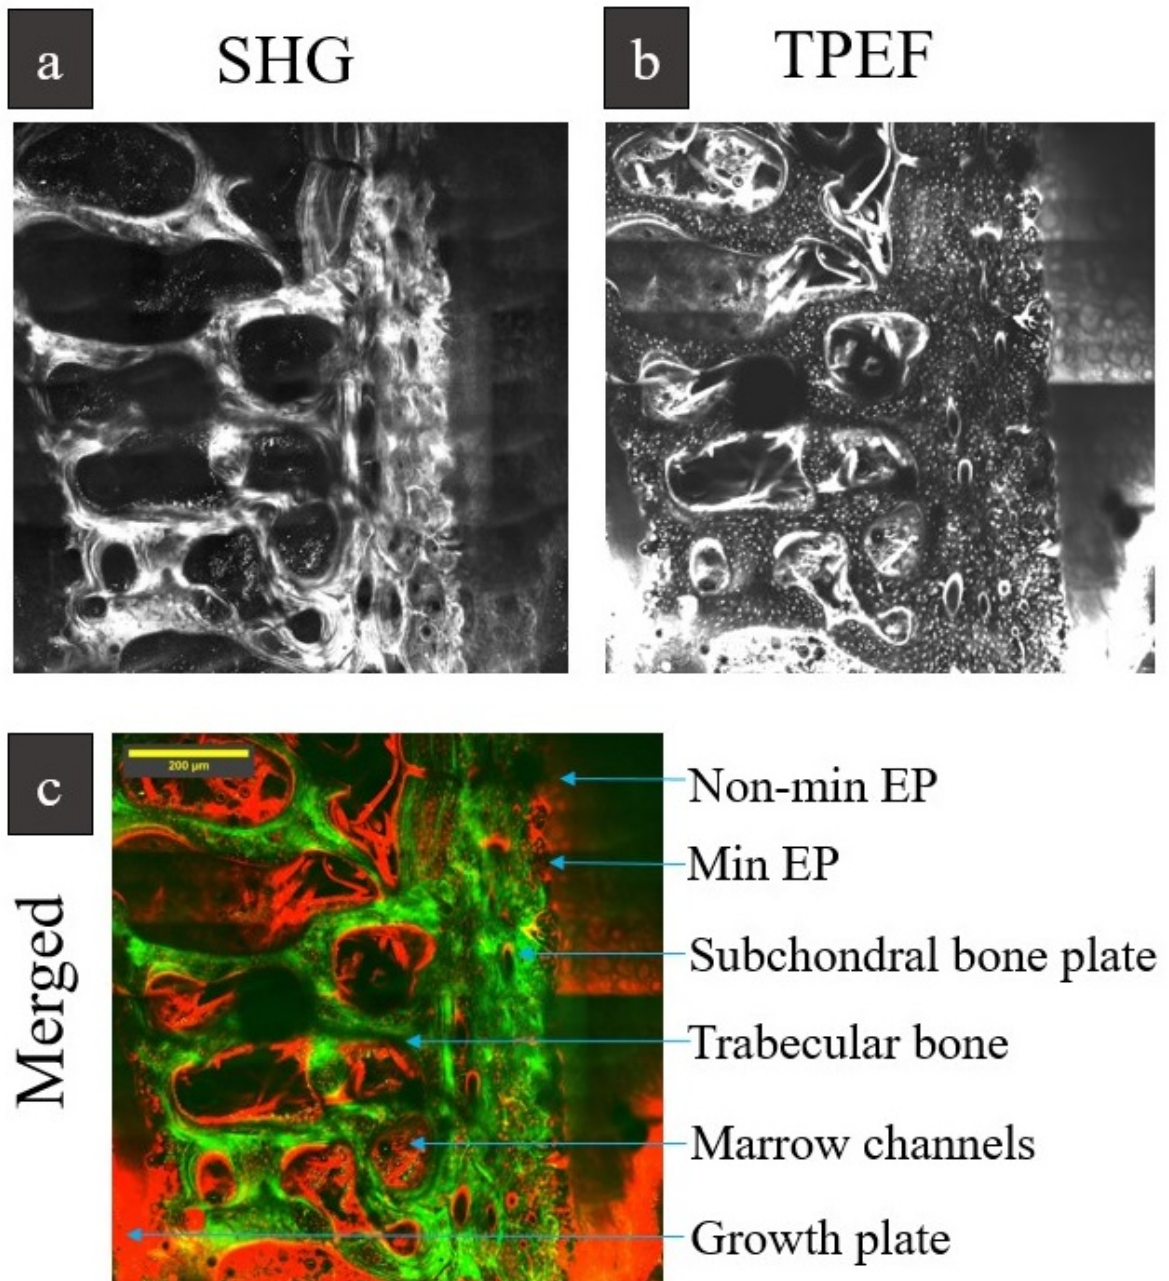 a
SHG
b
TPEF
c
200 µm
Merged
Non-min EP
Min EP
Subchondral bone plate
Trabecular bone
Marrow channels
Growth plate